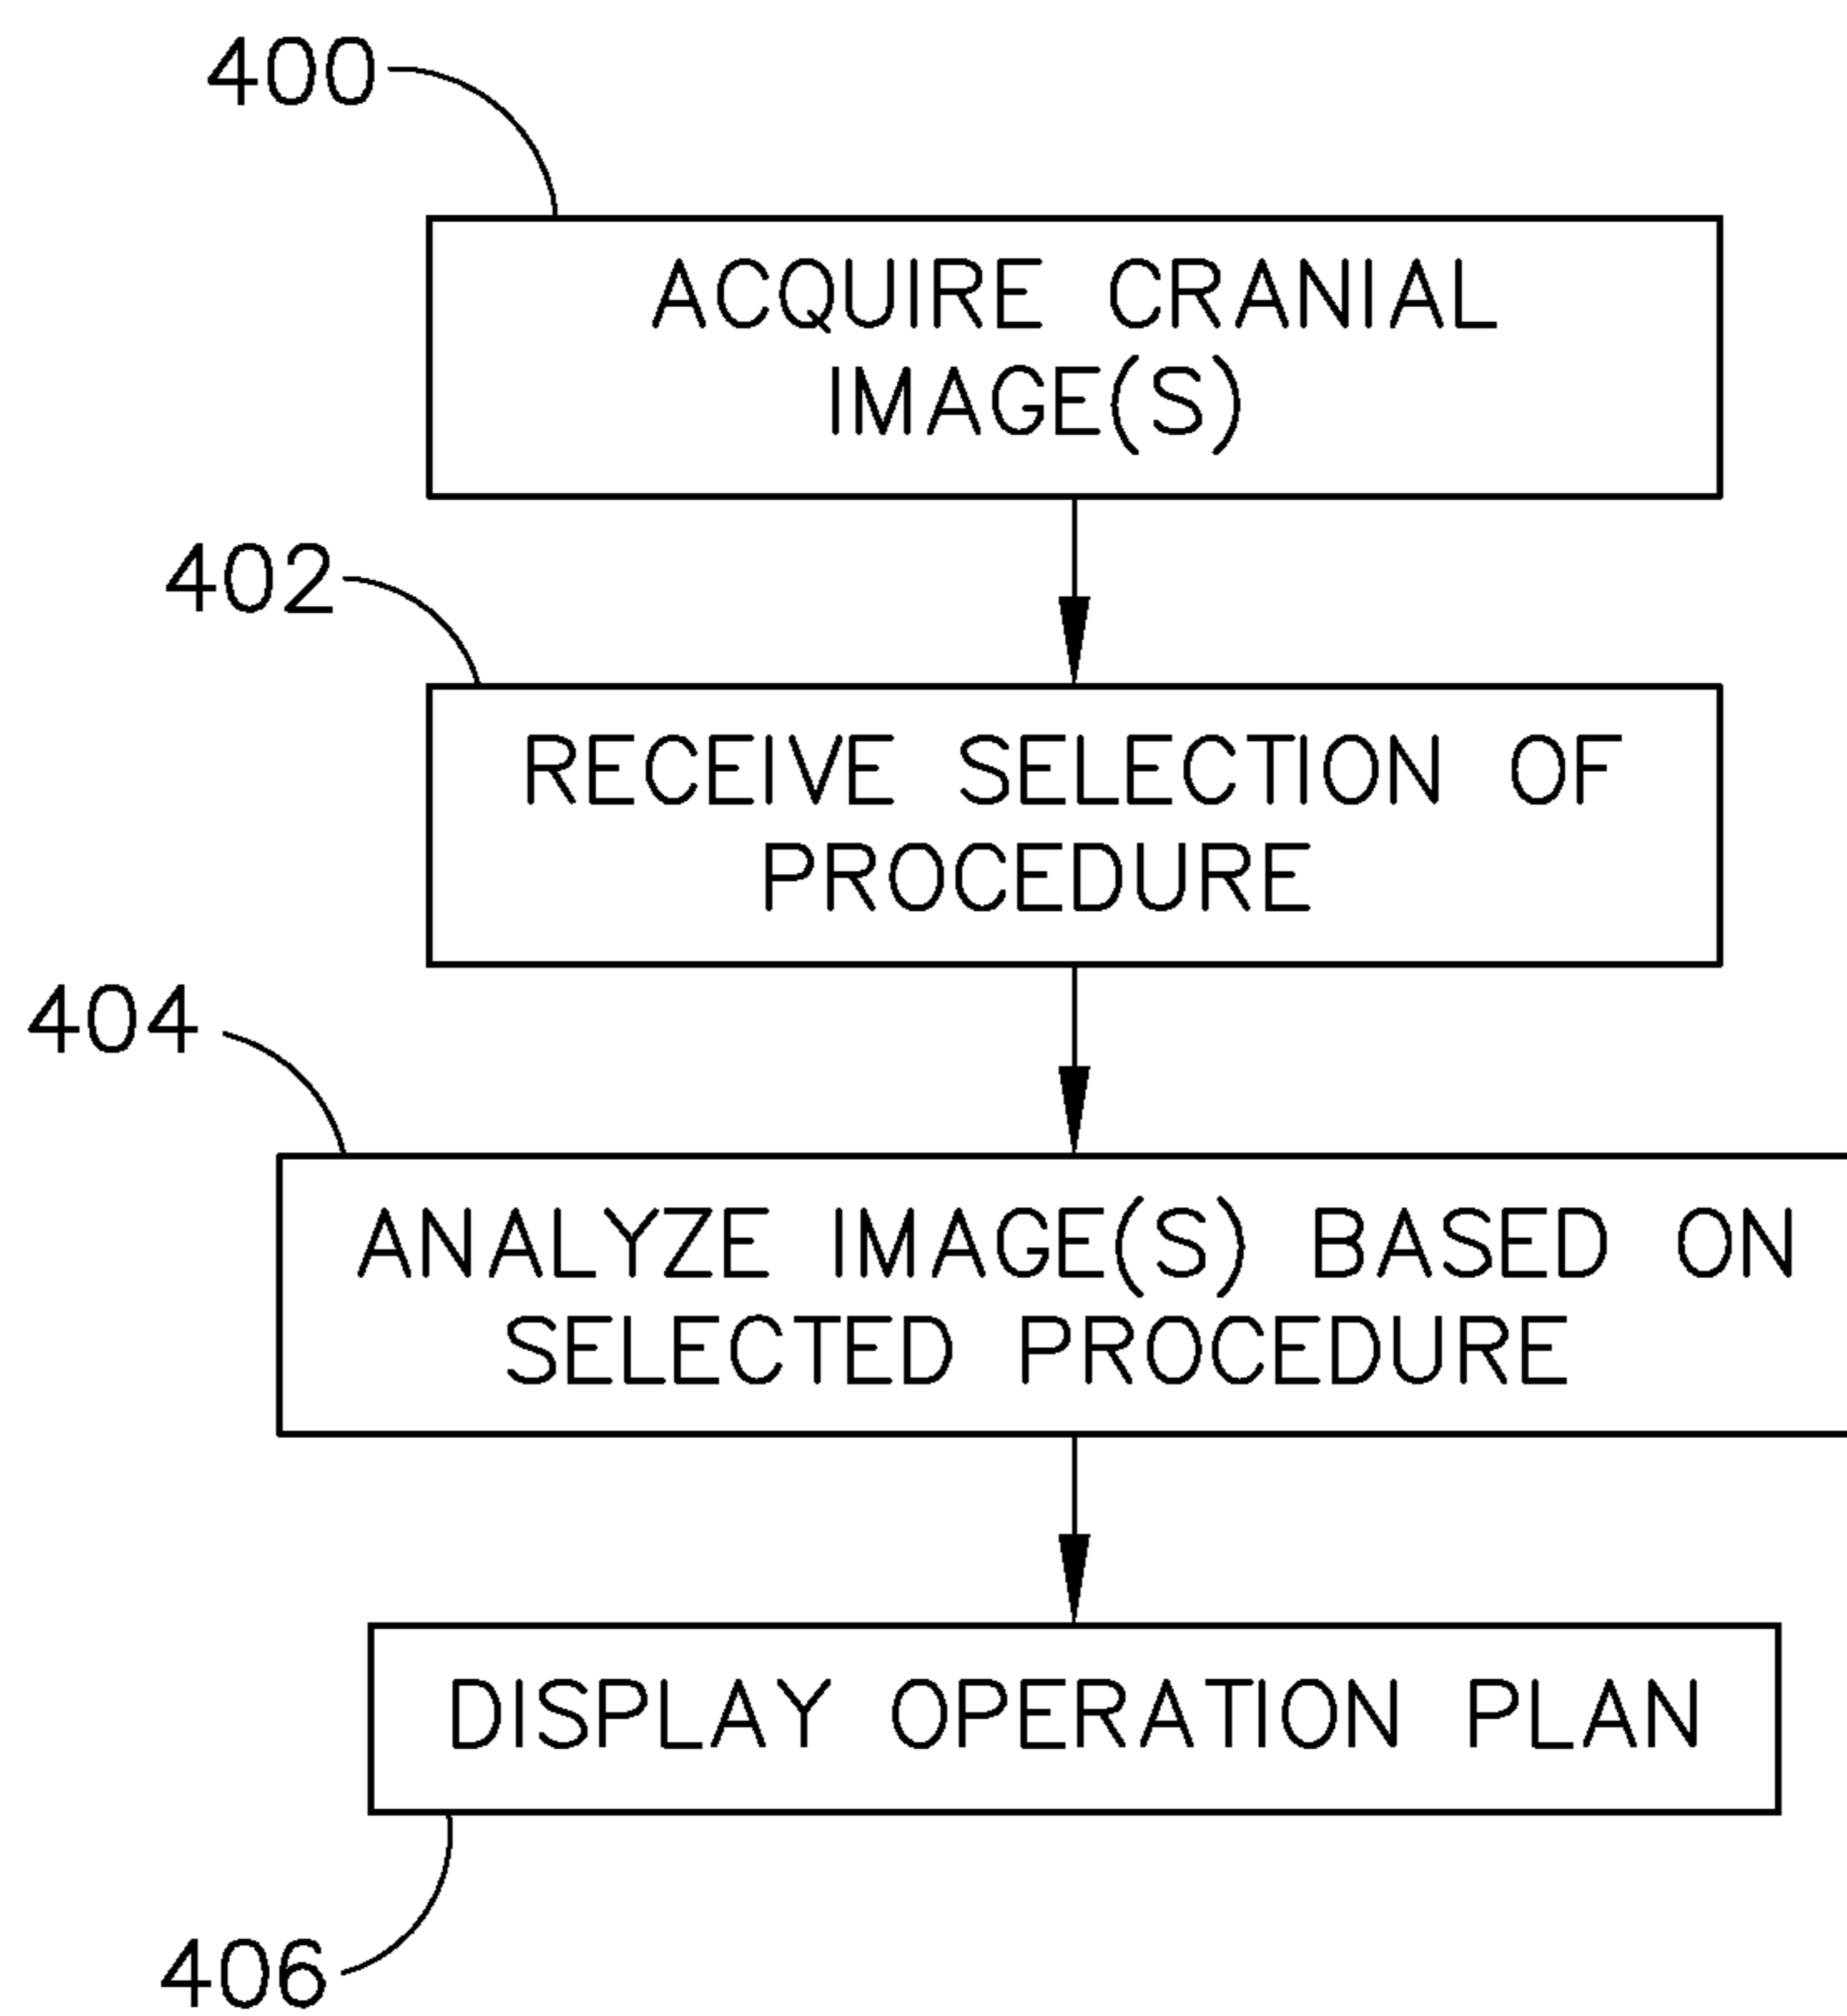 400
ACQUIRE CRANIAL
IMAGE(S)
402
RECEIVE SELECTION OF
PROCEDURE
404
ANALYZE IMAGE(S) BASED ON
SELECTED PROCEDURE
DISPLAY OPERATION PLAN
406